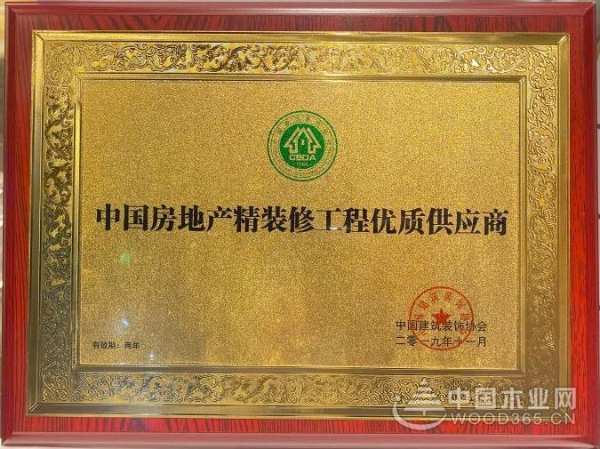 CBDA
中国房地产精装修工程优质供应商
中国建筑装饰协会
二〇一九年十一月
有效期：两年
中国木业网
WOOD365.CN